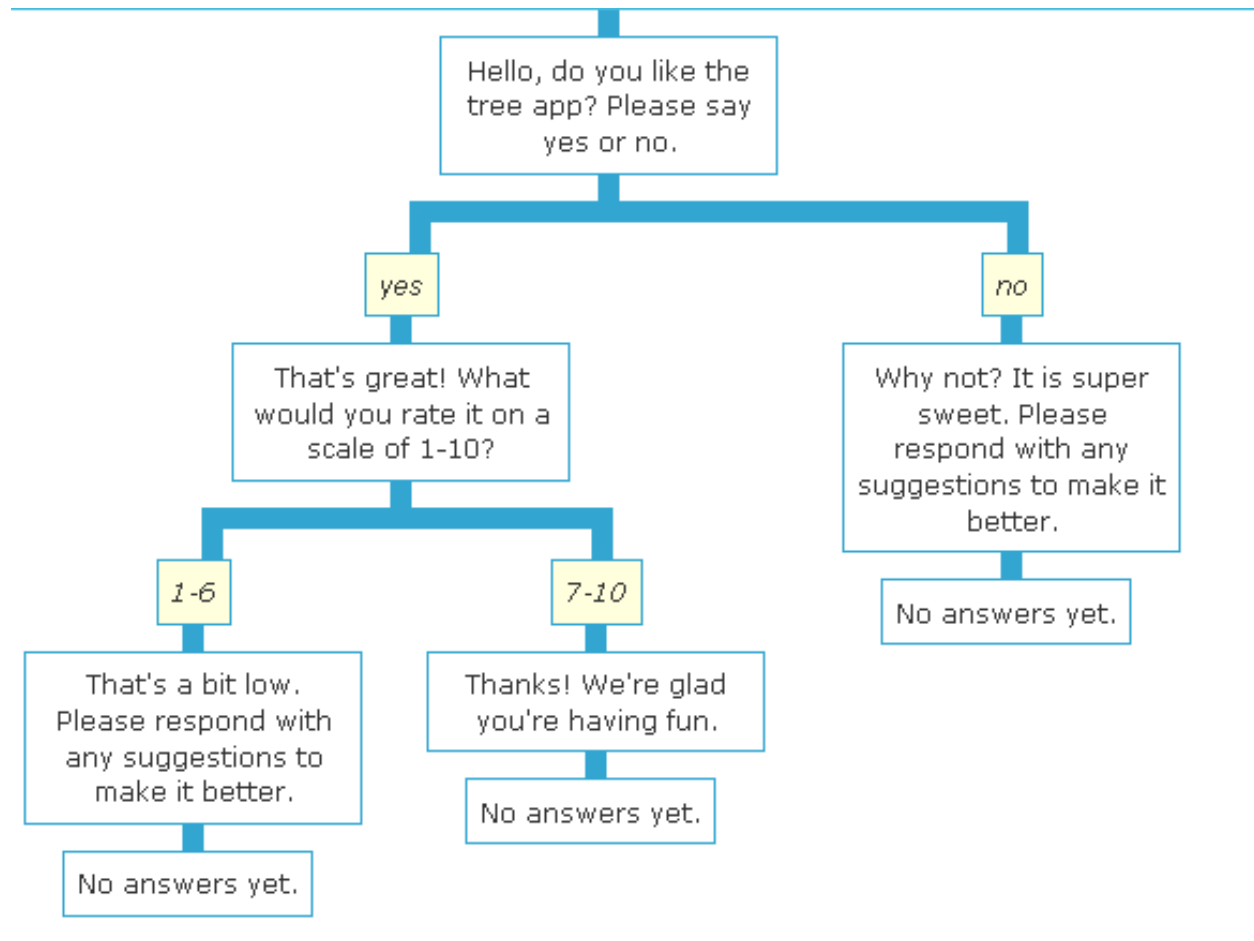 Hello, do you like the
tree app? Please say
yes or no.
yes
no
That's great! What
would you rate it on a
scale of 1-10?
Why not? It is super
sweet. Please
respond with any
suggestions to make it
better.
1-6
7-10
No answers yet.
That's a bit low.
Please respond with
any suggestions to
make it better.
Thanks! We're glad
you're having fun.
No answers yet.
No answers yet.